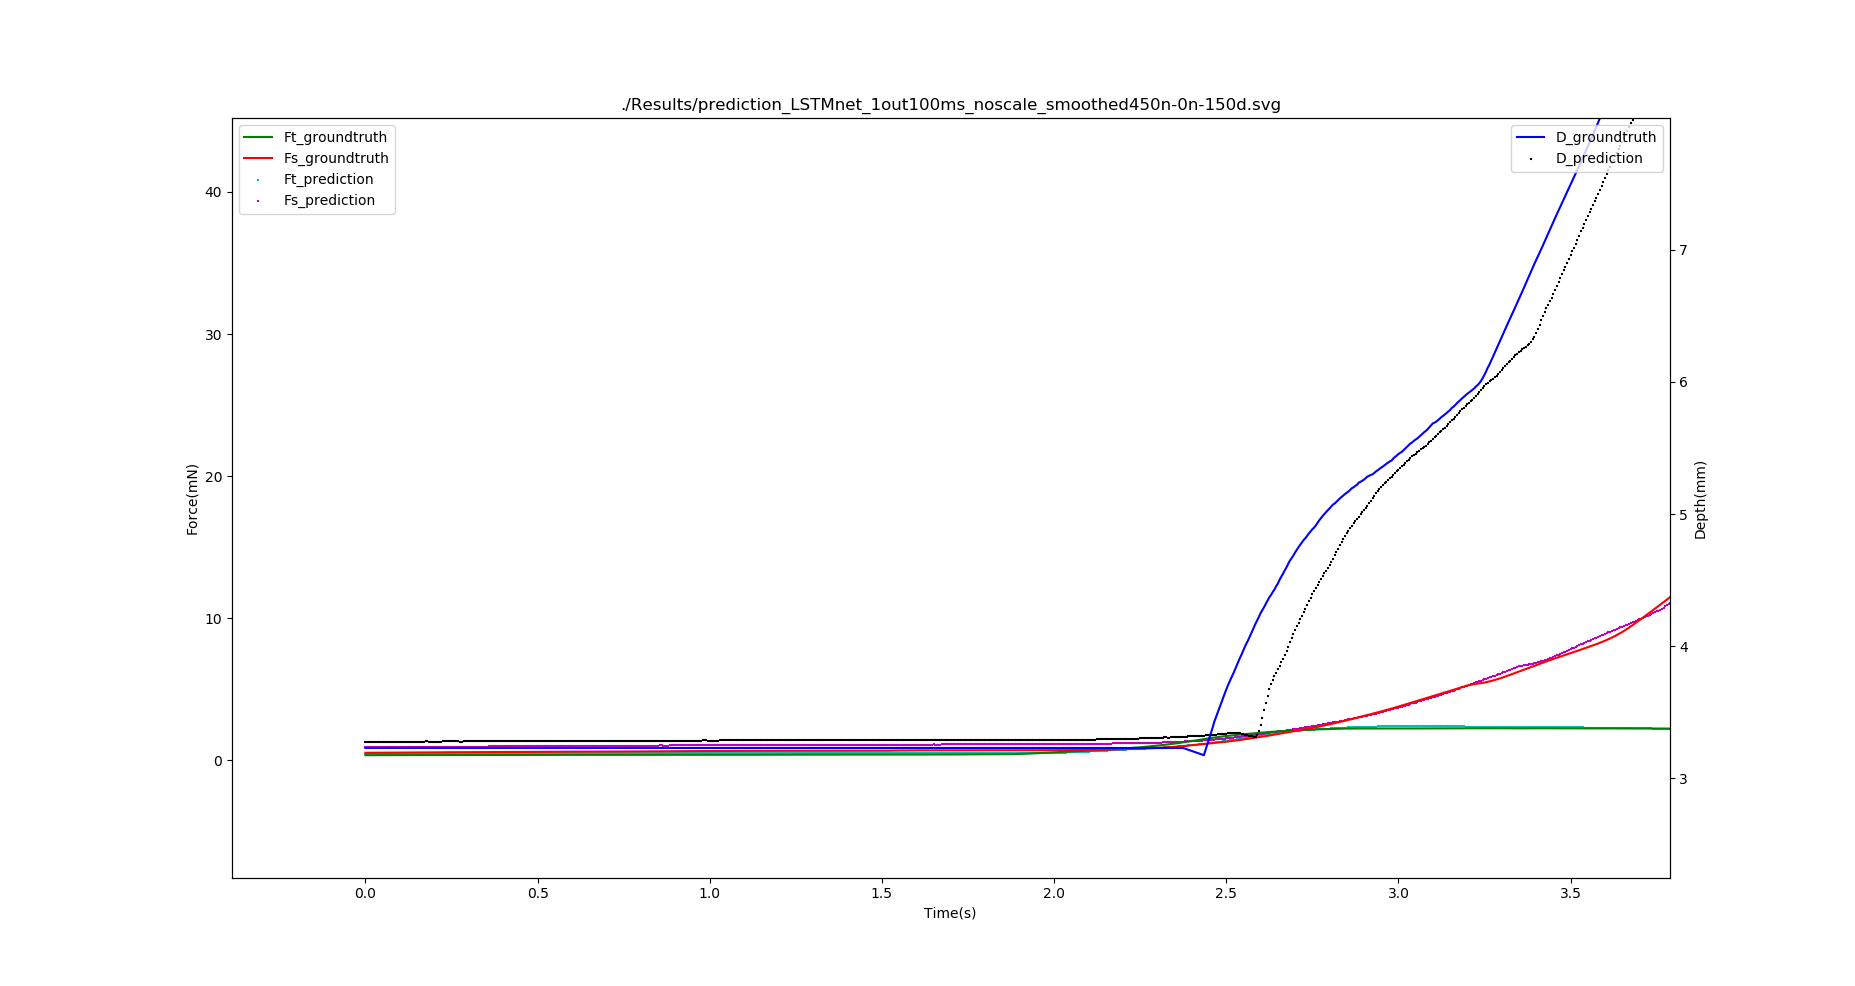 ./Results/prediction_LSTMnet_1out100ms_noscale_smoothed450n-0n-150d.svg
Ft_groundtruth
Fs_groundtruth
Ft_prediction
Fs_prediction
D_groundtruth
D_prediction
40
30
20
10
0
Force(mN)
7
6
5
4
3
Depth(mm)
0.0 0.5 1.0 1.5 2.0 2.5 3.0 3.5
Time(s)